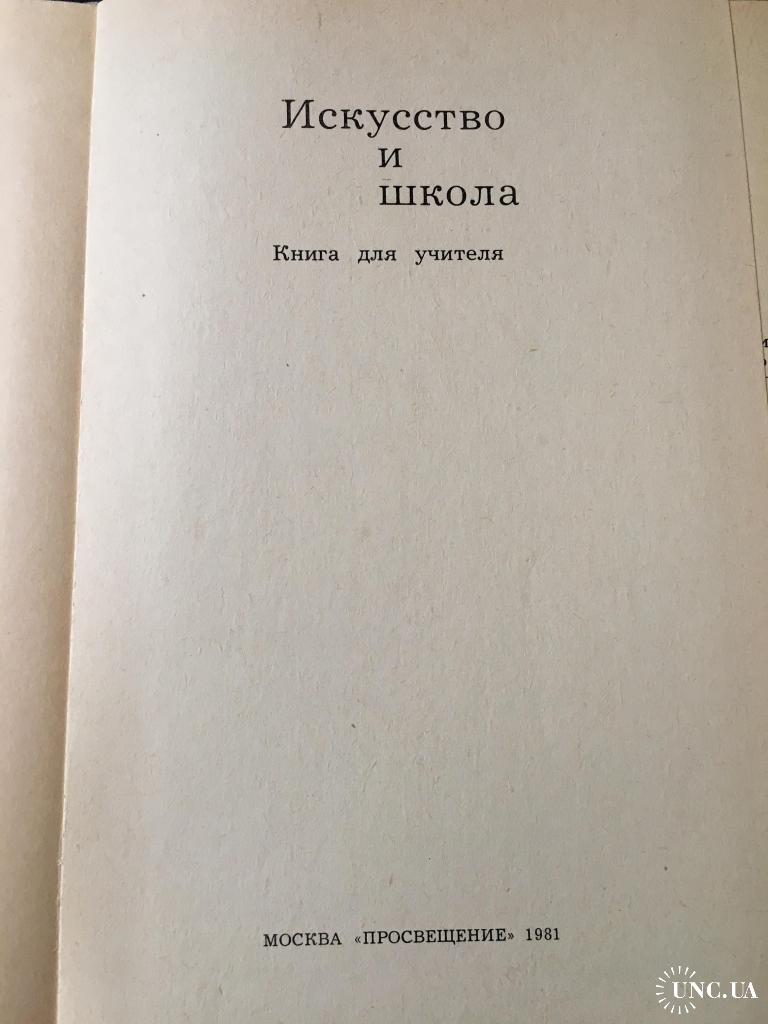 Искусство
и
школа
Книга для учителя
МОСКВА «ПРОСВЕЩЕНИЕ» 1981
UNC.UA